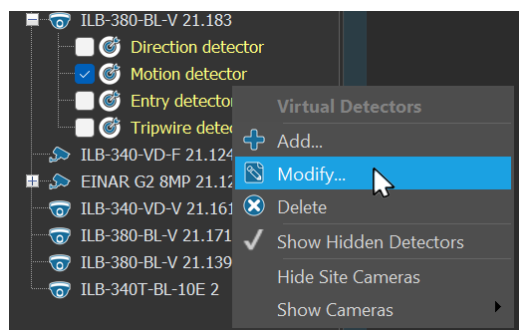 ILB-380-BL-V 21.183
Direction detector
Motion detector
Entry detector
Tripwire dete
Virtual Detectors
Add...
ILB-340-VD-F 21.124
Modify...
EINAR G2 8MP 21.12
Delete
ILB-340-VD-V 21.161
Show Hidden Detectors
ILB-380-BL-V 21.171
Hide Site Cameras
ILB-380-BL-V 21.139
Show Cameras
ILB-340T-BL-10E 2